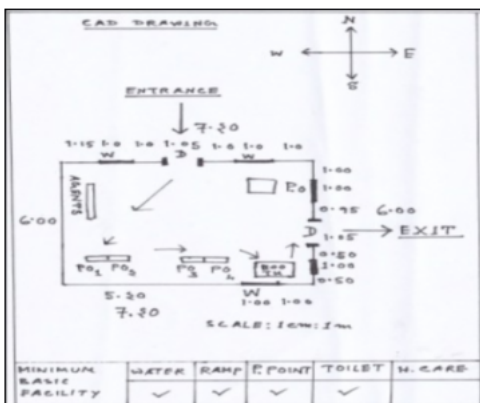 CAD DRAWING
N
W E
S
ENTRANCE
7.20
1.15 1.0 1.0 1.05 1.0 1.0 1.0
W D W
AGENTS
P.O
1.00
1.00
0.95
6.00
6.00
D
EXIT
1.05
0.50
1.00
0.50
PO1 PO2
PO3 PO4
BOO
TH
5.20
W
1.00 1.00
7.20
SCALE: 1cm: 1m
MINIMUM
BASIC
FACILITY
WATER RAMP P.POINT TOILET H.CARE
✓ ✓ ✓ ✓